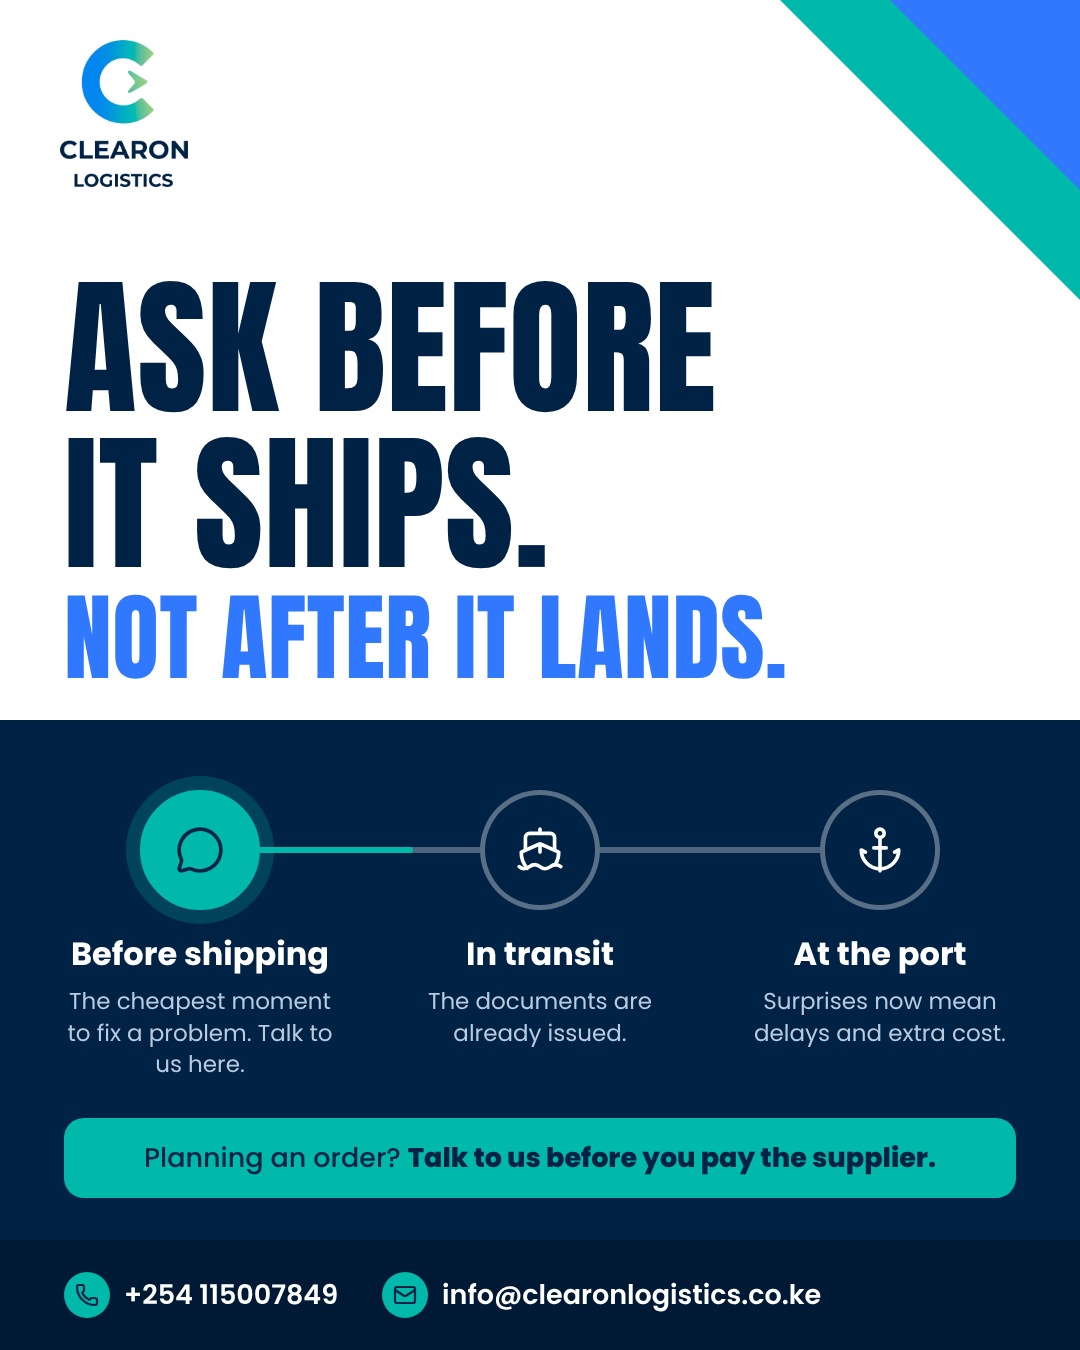 CLEARON
LOGISTICS
ASK BEFORE
IT SHIPS.
NOT AFTER IT LANDS.
Before shipping
The cheapest moment
to fix a problem. Talk to
us here.
In transit
The documents are
already issued.
At the port
Surprises now mean
delays and extra cost.
Planning an order? Talk to us before you pay the supplier.
+254 115007849
info@clearonlogistics.co.ke